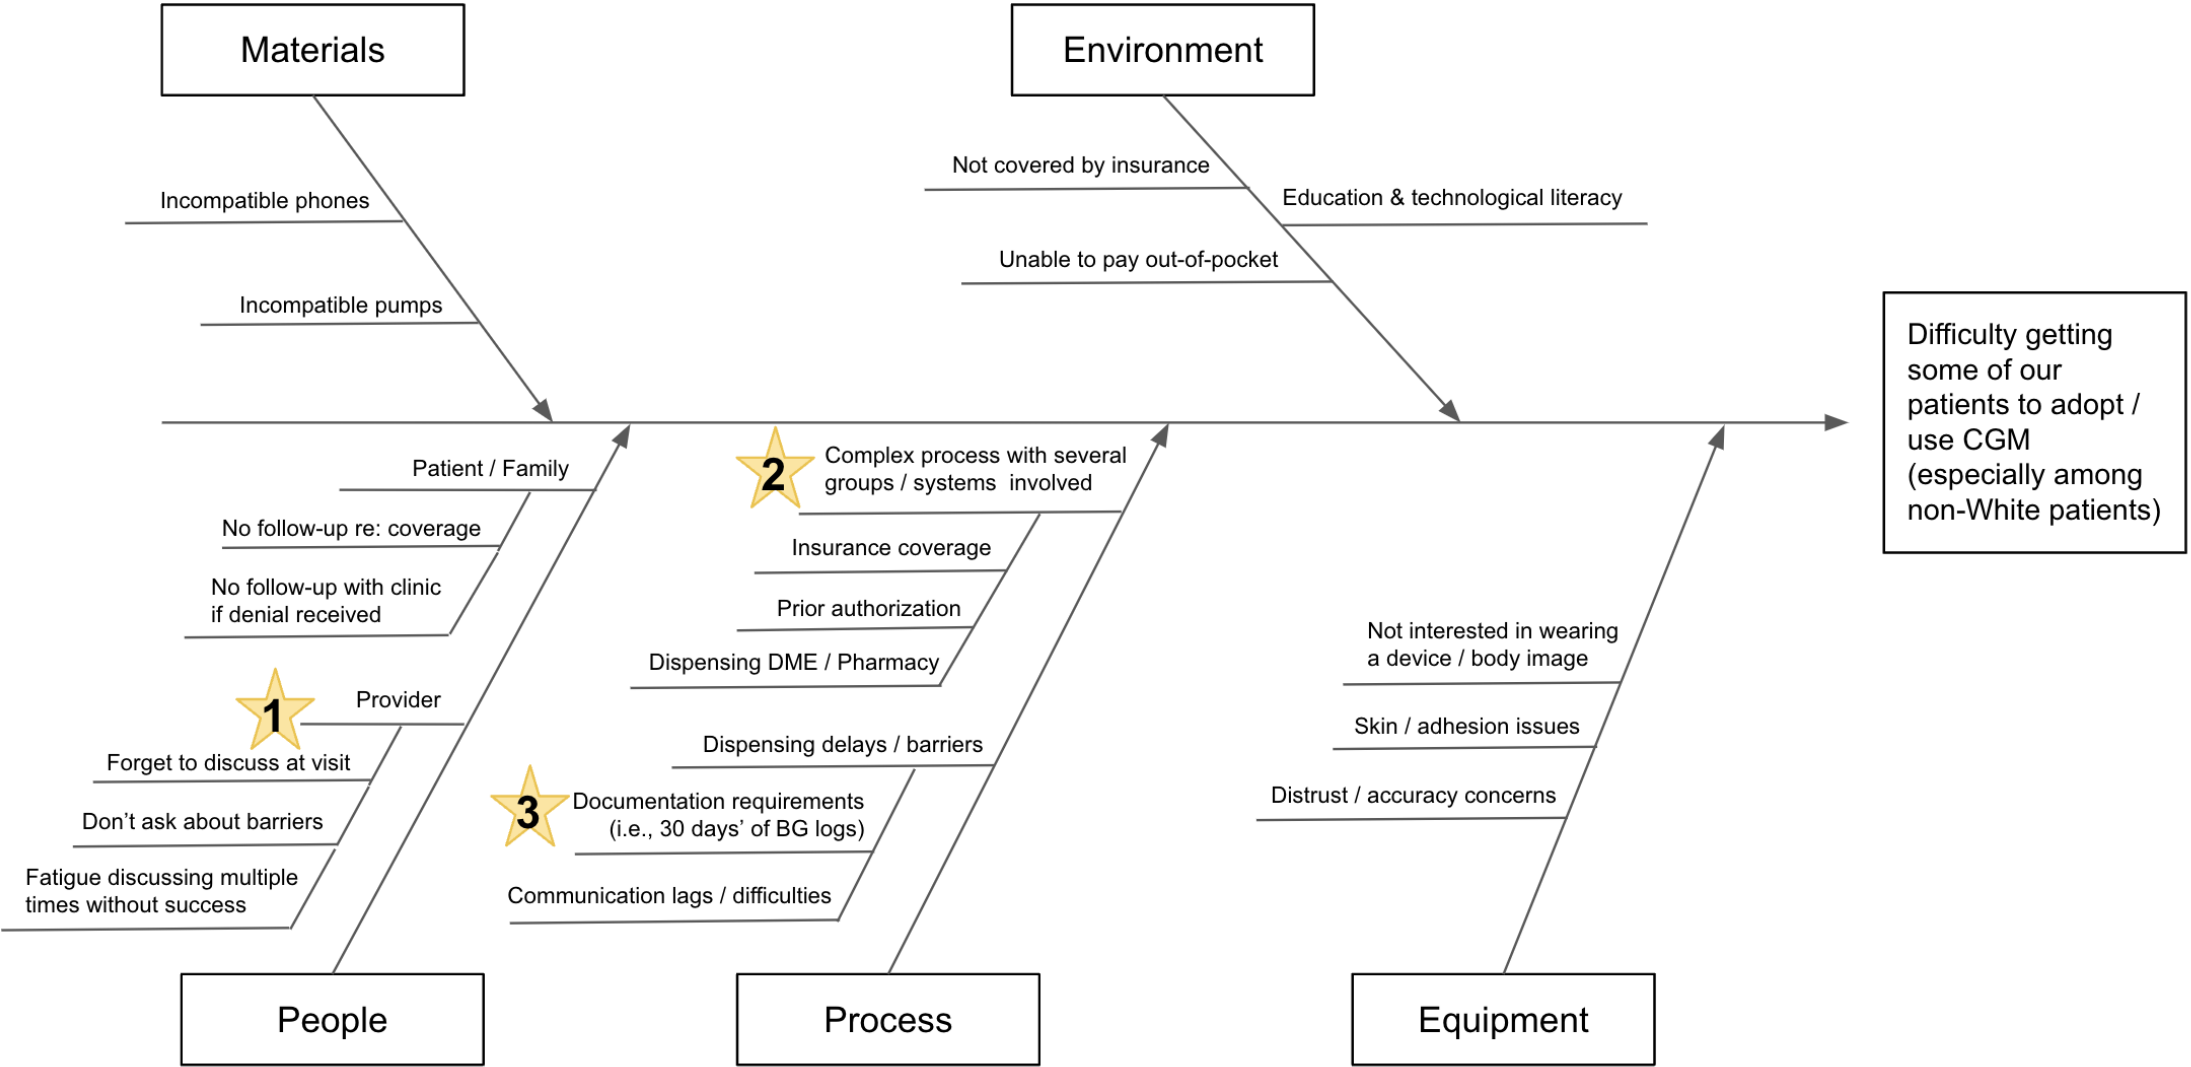 Materials
Environment
Not covered by insurance
Education & technological literacy
Incompatible phones
Unable to pay out-of-pocket
Incompatible pumps
Difficulty getting
some of our
patients to adopt /
use CGM
(especially among
non-White patients)
Patient / Family
No follow-up re: coverage
No follow-up with clinic
if denial received
1
Provider
Forget to discuss at visit
Don’t ask about barriers
Fatigue discussing multiple
times without success
2
Complex process with several
groups / systems involved
Insurance coverage
Prior authorization
Dispensing DME / Pharmacy
Dispensing delays / barriers
3
Documentation requirements
(i.e., 30 days’ of BG logs)
Communication lags / difficulties
Not interested in wearing
a device / body image
Skin / adhesion issues
Distrust / accuracy concerns
People
Process
Equipment